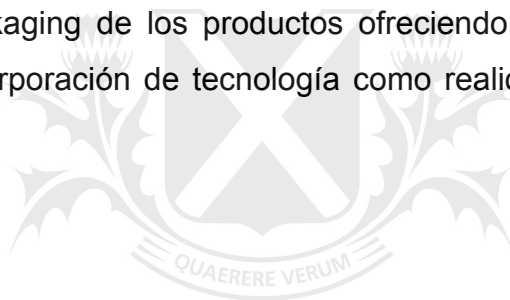 kaging de los productos ofreciendo
rporación de tecnología como realid
QUAERERE VERUM